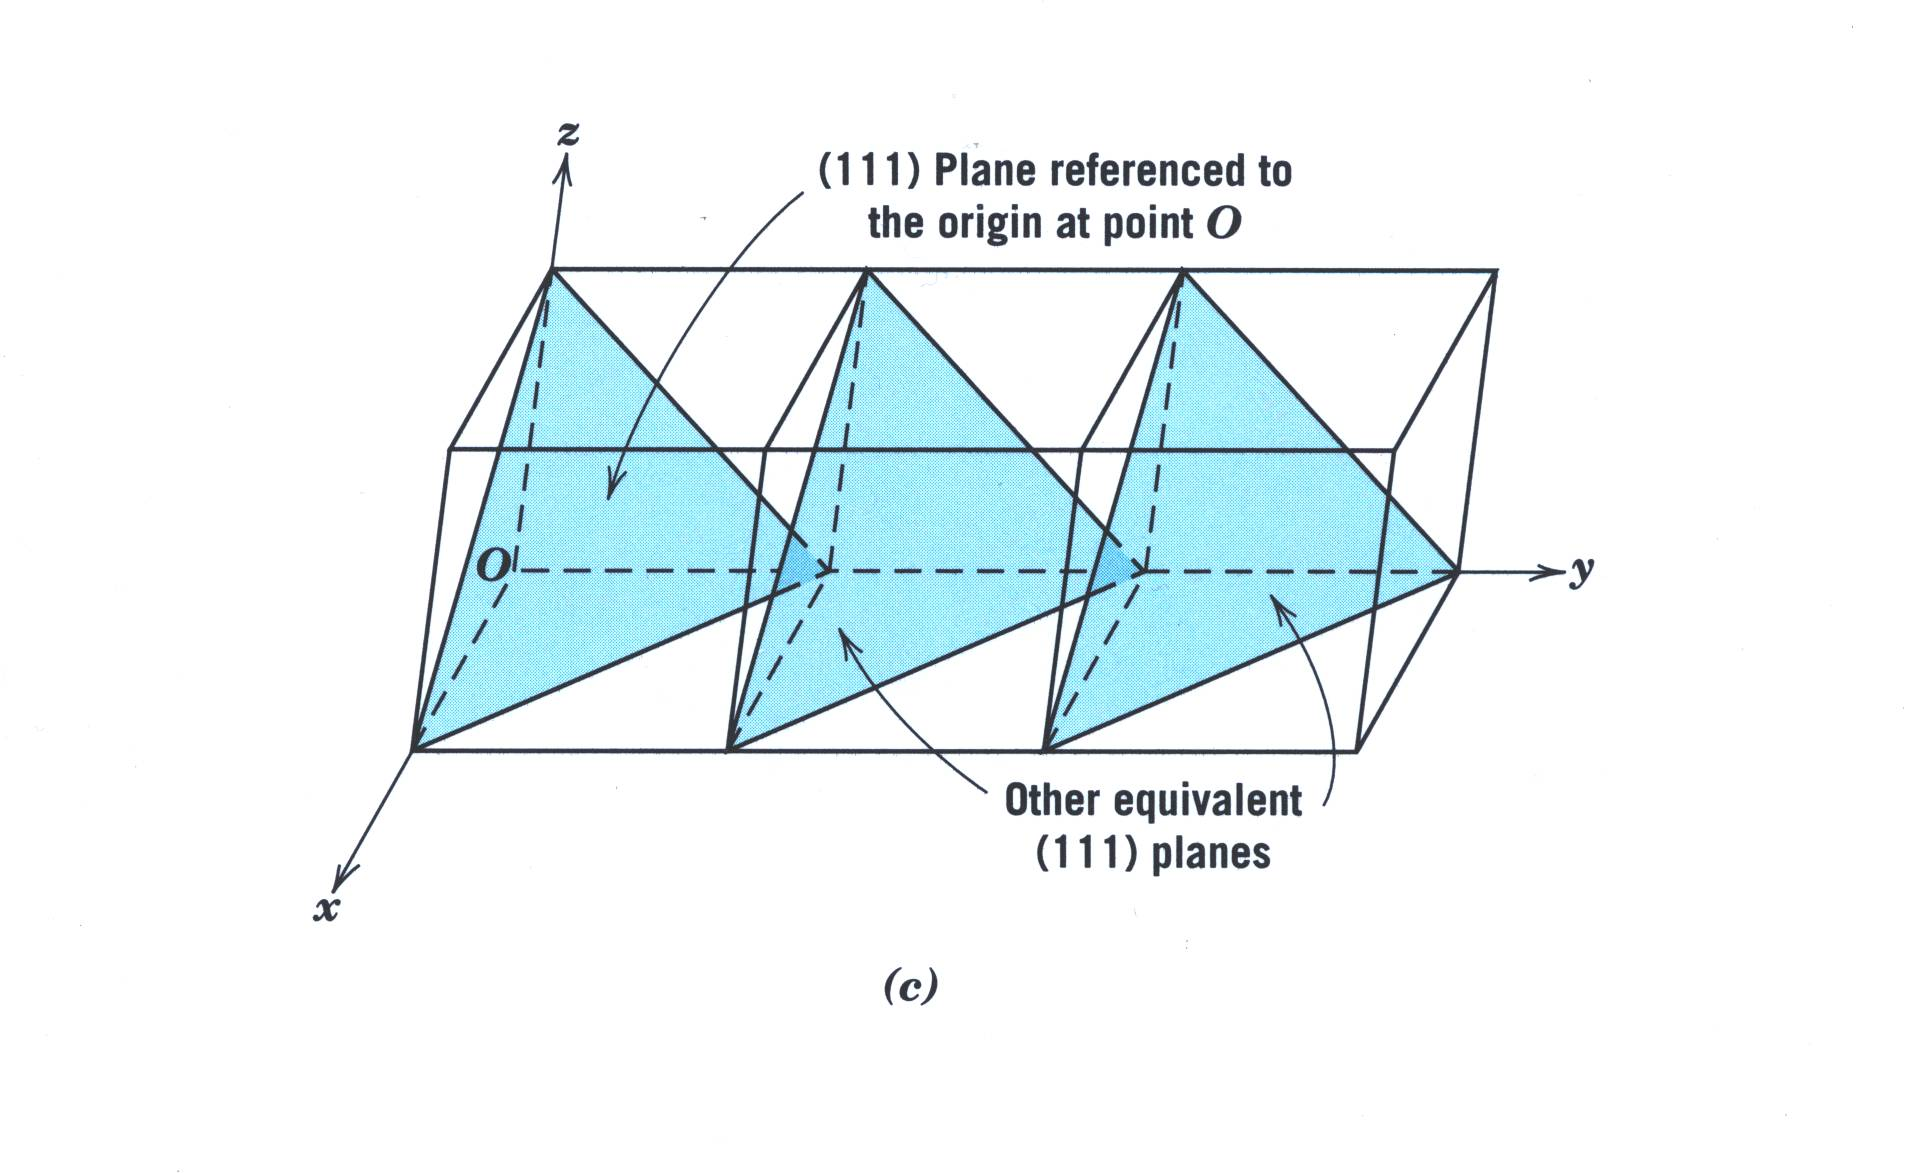 z
(111) Plane referenced to
the origin at point O
O
y
Other equivalent
(111) planes
x
(c)